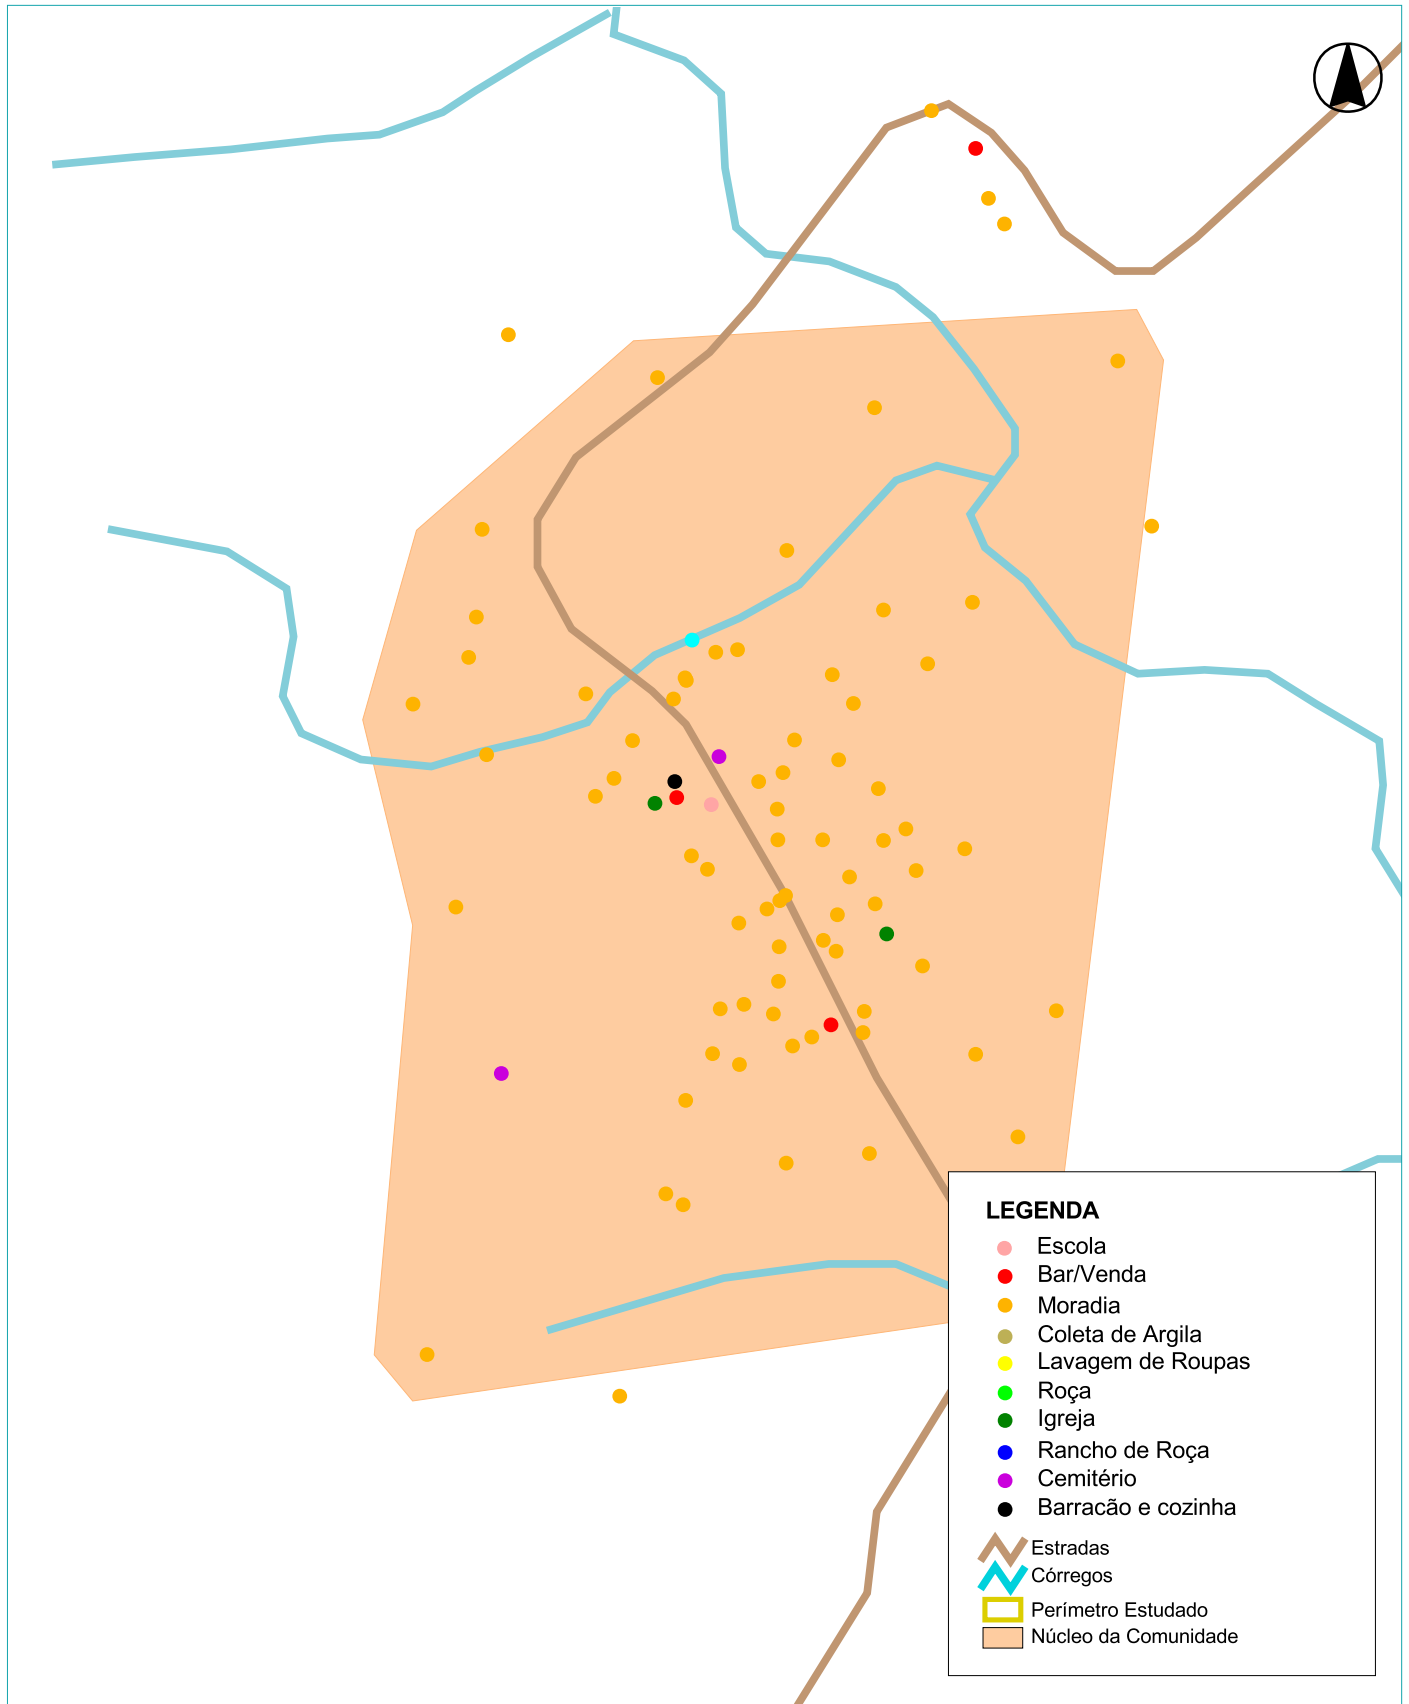 LEGENDA
Escola
Bar/Venda
Moradia
Coleta de Argila
Lavagem de Roupas
Roça
Igreja
Rancho de Roça
Cemitério
Barracão e cozinha
Estradas
Córregos
Perímetro Estudado
Núcleo da Comunidade